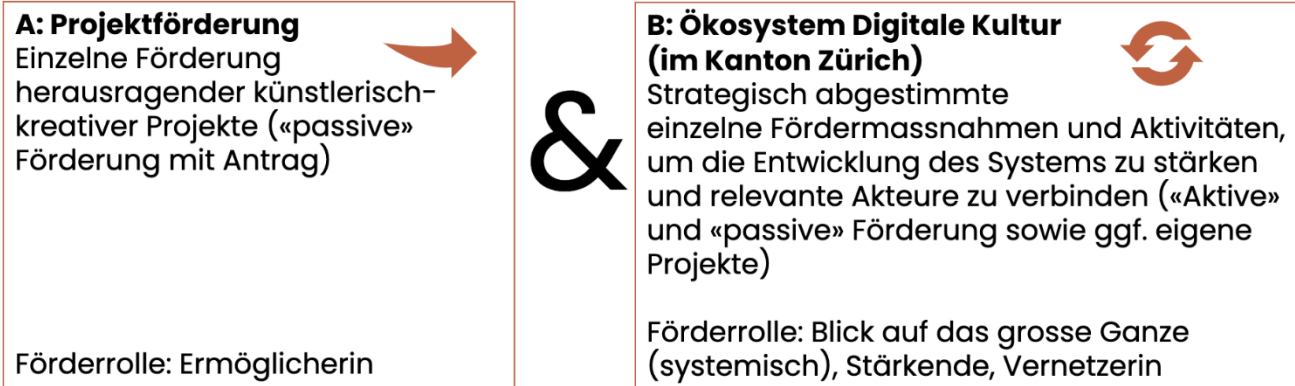 A: Projektförderung
Einzelne Förderung
herausragender künstlerisch-
kreativer Projekte («passive»
Förderung mit Antrag)
Förderrolle: Ermöglicherin
&
B: Ökosystem Digitale Kultur
(im Kanton Zürich)
Strategisch abgestimmte
einzelne Fördermassnahmen und Aktivitäten,
um die Entwicklung des Systems zu stärken
und relevante Akteure zu verbinden («Aktive»
und «passive» Förderung sowie ggf. eigene
Projekte)
Förderrolle: Blick auf das grosse Ganze
(systemisch), Stärkende, Vernetzerin